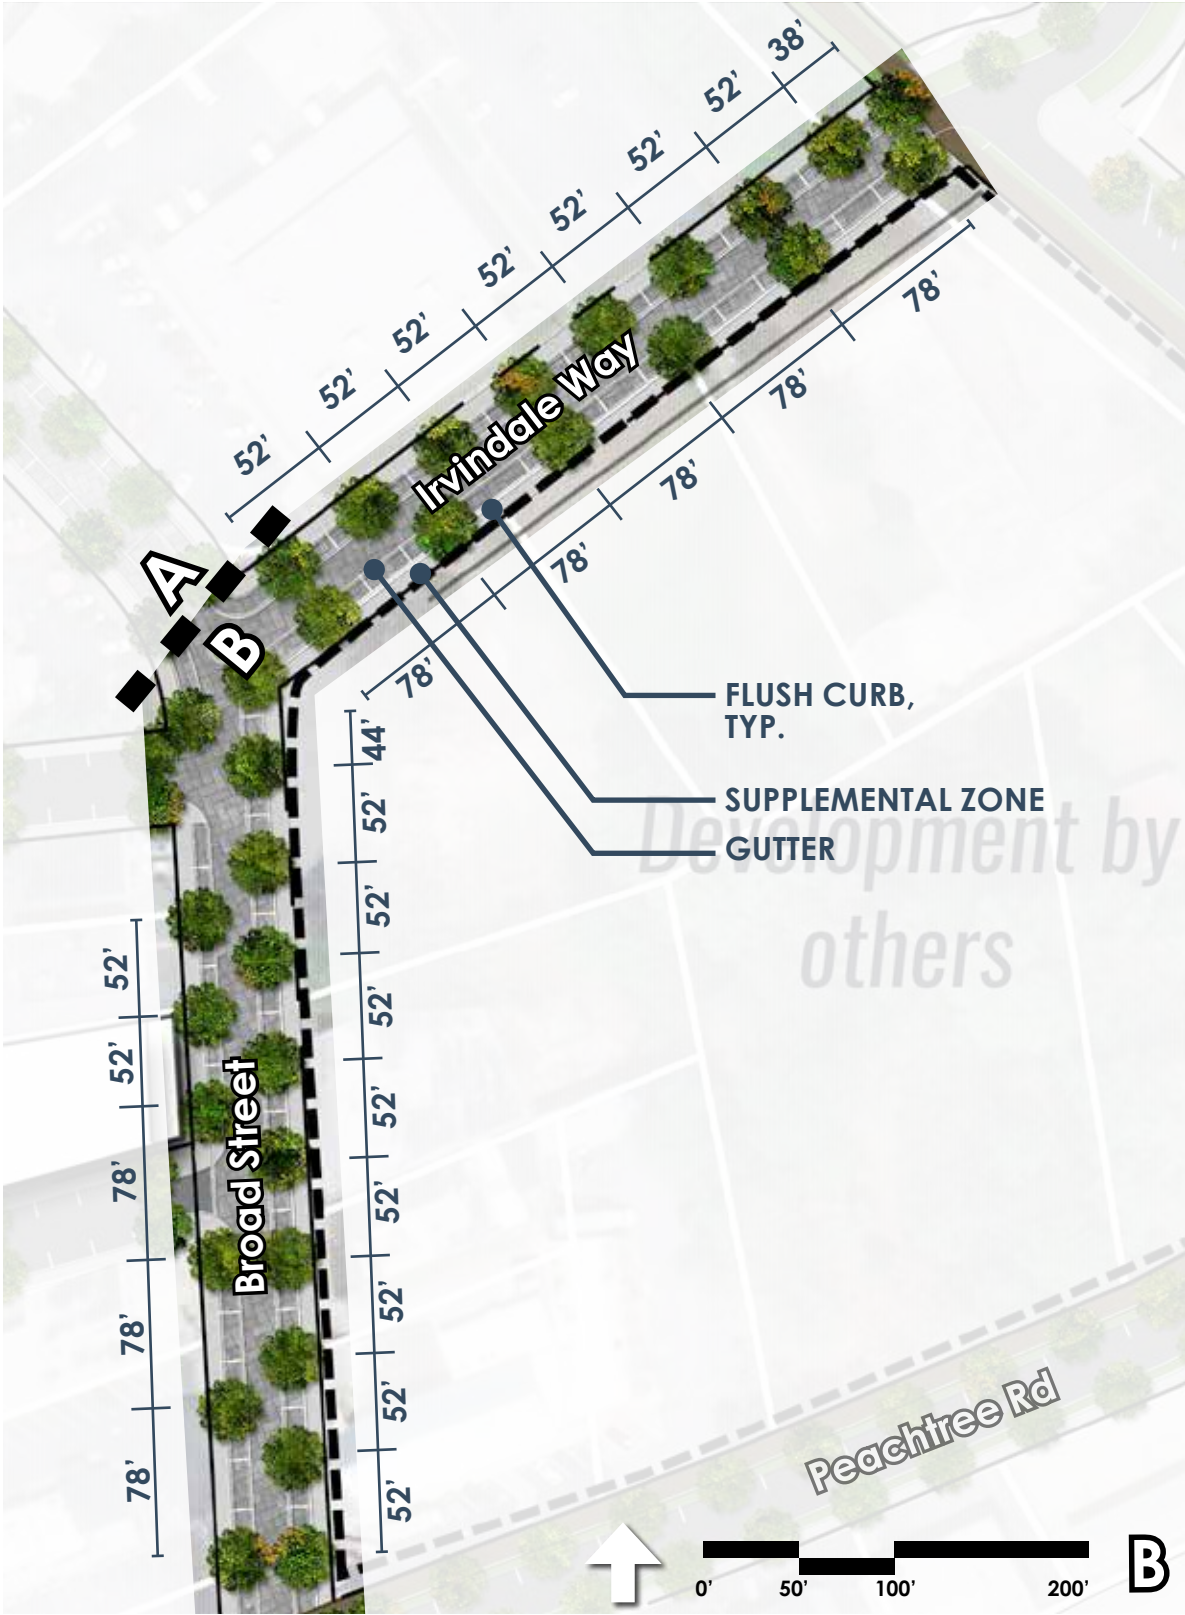 38'
52'
52'
52'
52'
52'
52'
52'
Irvindale Way
78'
78'
78'
78'
78'
A
B
FLUSH CURB,
TYP.
SUPPLEMENTAL ZONE
GUTTER
Development by
others
44'
52'
52'
52'
52'
52'
52'
52'
52'
52'
52'
78'
78'
78'
Broad Street
Peachtree Rd
0'
50'
100'
200'
B